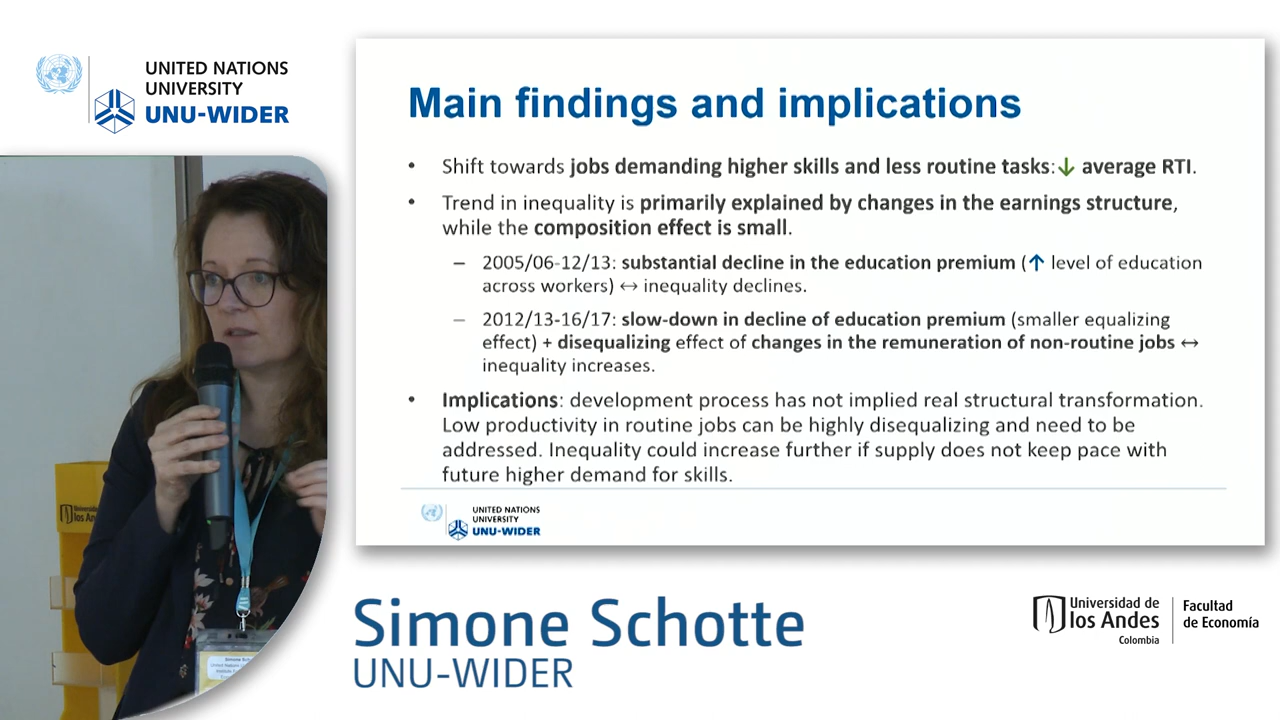 UNITED NATIONS
UNIVERSITY
UNU-WIDER
Main findings and implications
• Shift towards jobs demanding higher skills and less routine tasks:↓ average RTI.
• Trend in inequality is primarily explained by changes in the earnings structure,
while the composition effect is small.
– 2005/06-12/13: substantial decline in the education premium (↑ level of education
across workers) ↔ inequality declines.
– 2012/13-16/17: slow-down in decline of education premium (smaller equalizing
effect) + disequalizing effect of changes in the remuneration of non-routine jobs ↔
inequality increases.
• Implications: development process has not implied real structural transformation.
Low productivity in routine jobs can be highly disequalizing and need to be
addressed. Inequality could increase further if supply does not keep pace with
future higher demand for skills.
UNITED NATIONS
UNIVERSITY
UNU-WIDER
los An
Simone Schotte
UNU-WIDER
Universidad de
los Andes
Colombia
Facultad
de Economía